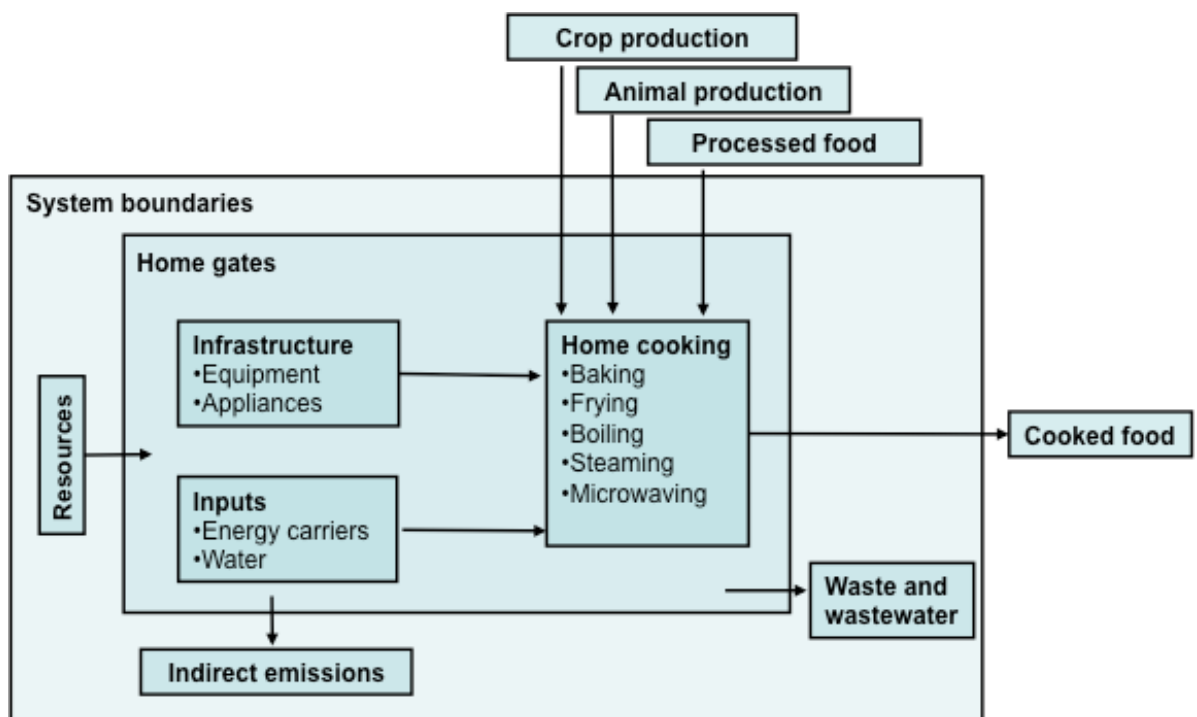 Crop production
Animal production
Processed food
System boundaries
Home gates
Infrastructure
•Equipment
•Appliances
Home cooking
•Baking
•Frying
•Boiling
•Steaming
•Microwaving
Resources
Cooked food
Inputs
•Energy carriers
•Water
Waste and
wastewater
Indirect emissions